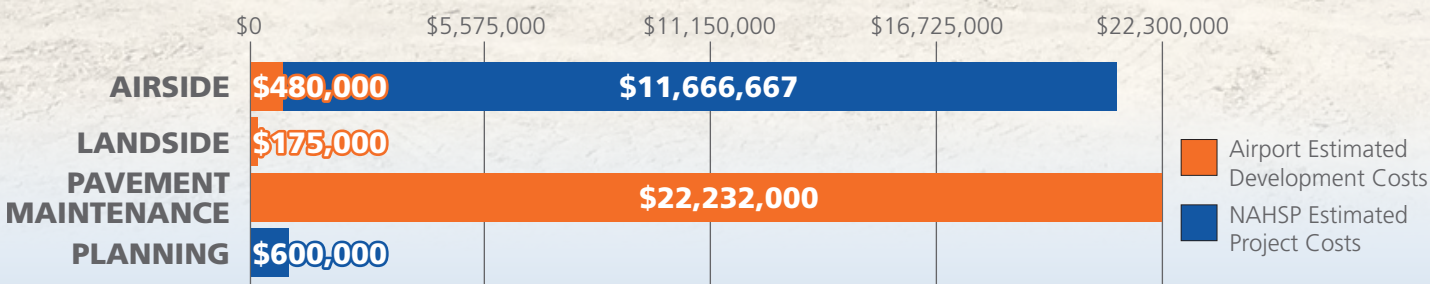 $0 $5,575,000 $11,150,000 $16,725,000 $22,300,000
AIRSIDE $480,000 $11,666,667
LANDSIDE $175,000
PAVEMENT
MAINTENANCE $22,232,000
PLANNING $600,000
Airport Estimated
Development Costs
NAHSP Estimated
Project Costs